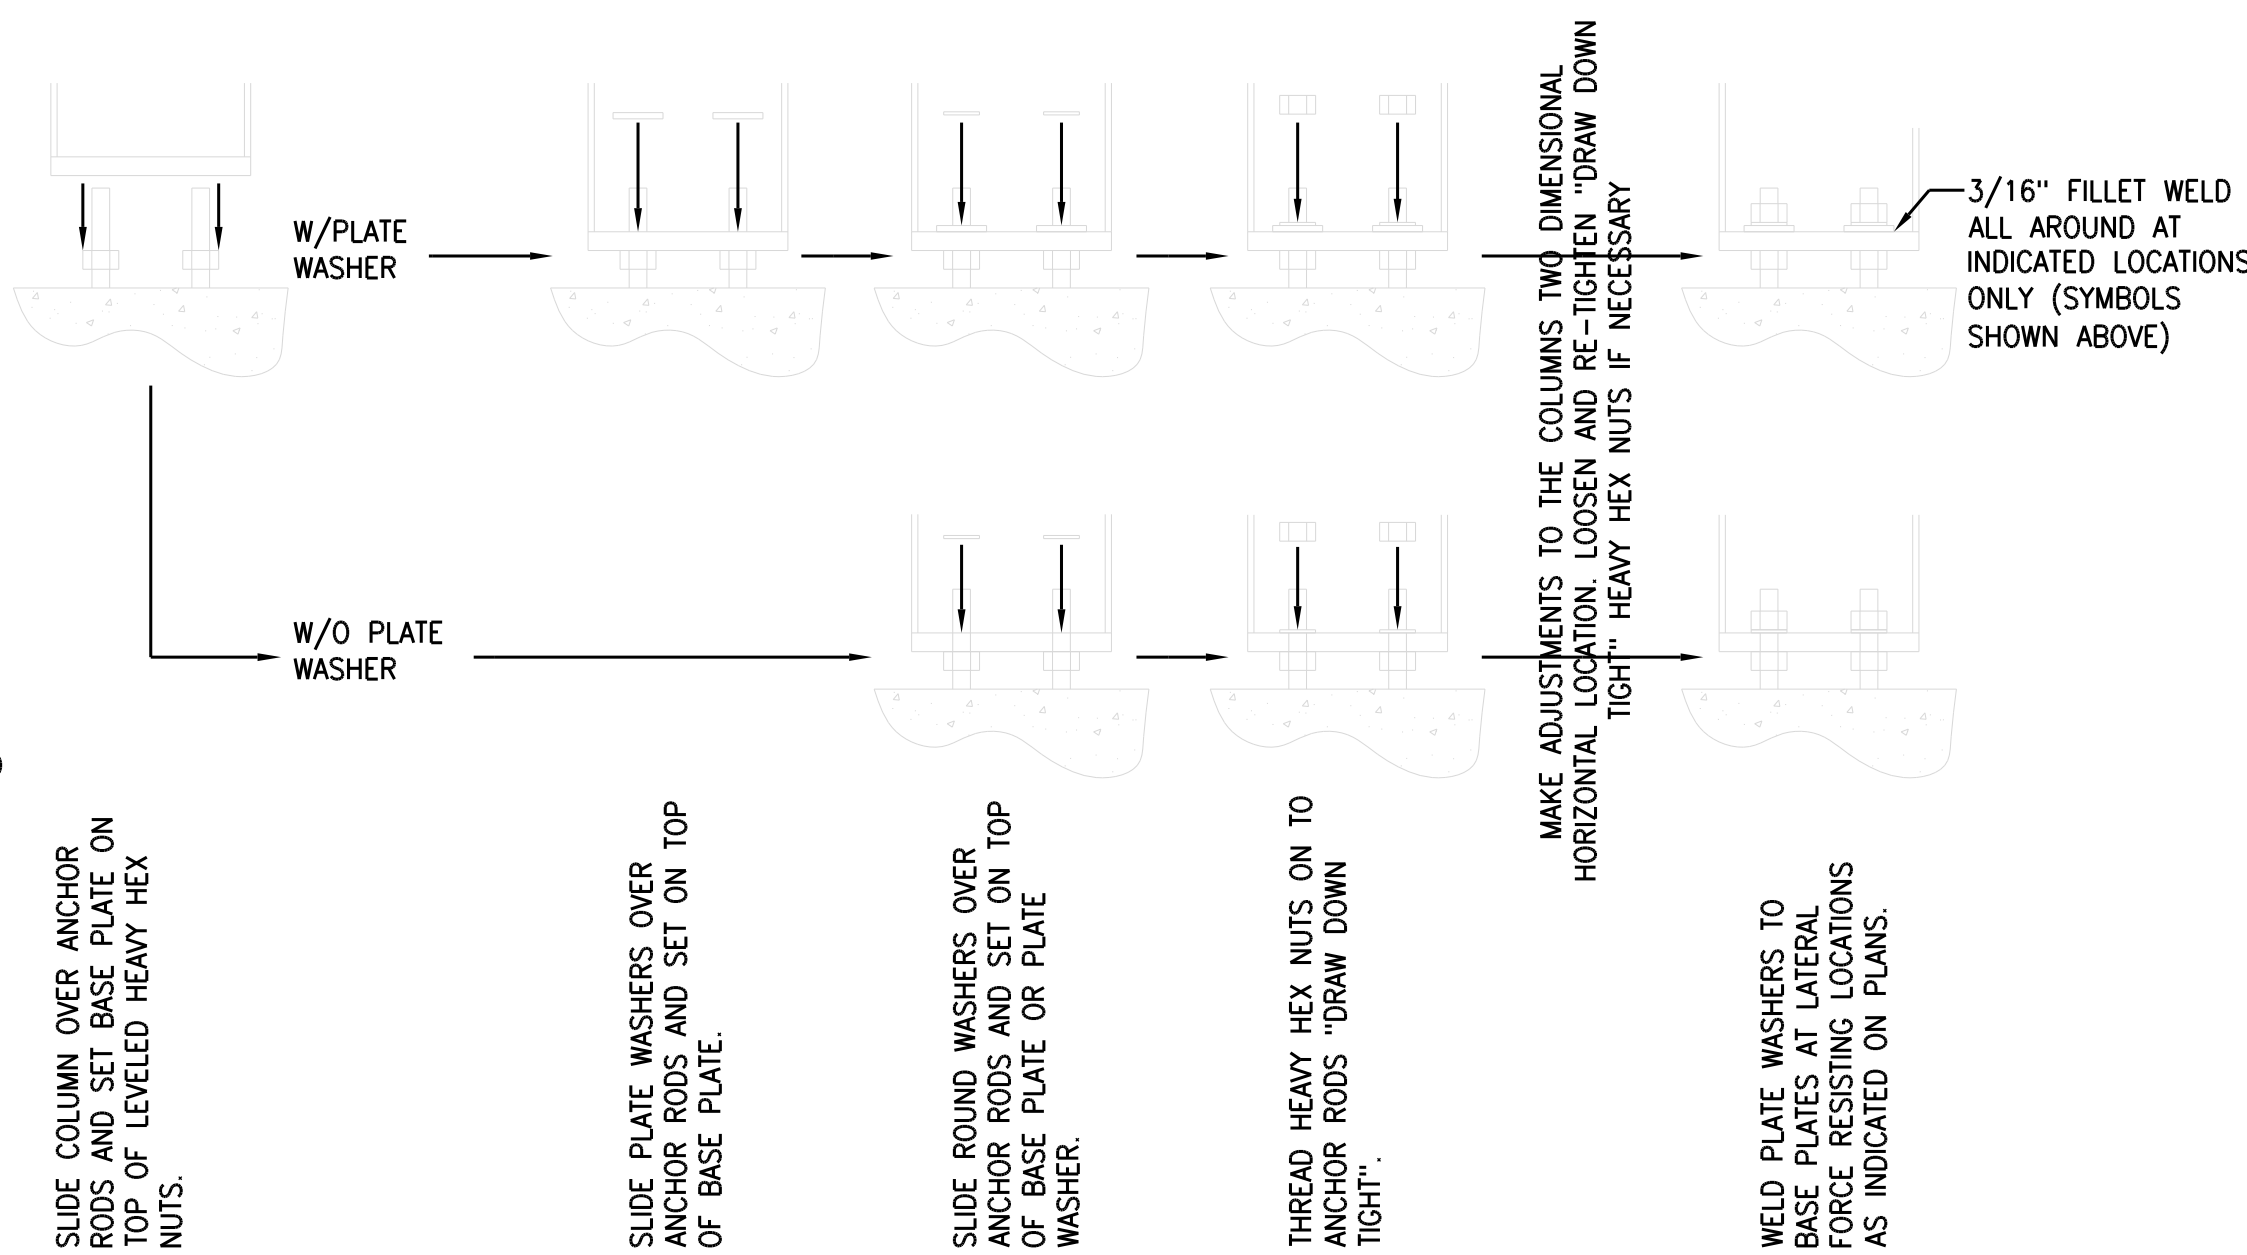 W/PLATE
WASHER
3/16" FILLET WELD
ALL AROUND AT
INDICATED LOCATIONS
ONLY (SYMBOLS
SHOWN ABOVE)
W/O PLATE
WASHER
SLIDE COLUMN OVER ANCHOR
RODS AND SET BASE PLATE ON
TOP OF LEVELED HEAVY HEX
NUTS.
SLIDE PLATE WASHERS OVER
ANCHOR RODS AND SET ON TOP
OF BASE PLATE.
SLIDE ROUND WASHERS OVER
ANCHOR RODS AND SET ON TOP
OF BASE PLATE OR PLATE
WASHER.
THREAD HEAVY HEX NUTS ON TO
ANCHOR RODS "DRAW DOWN
TIGHT".
MAKE ADJUSTMENTS TO THE COLUMNS TWO DIMENSIONAL
HORIZONTAL LOCATION. LOOSEN AND RE-TIGHTEN "DRAW DOWN
TIGHT" HEAVY HEX NUTS IF NECESSARY
WELD PLATE WASHERS TO
BASE PLATES AT LATERAL
FORCE RESISTING LOCATIONS
AS INDICATED ON PLANS.